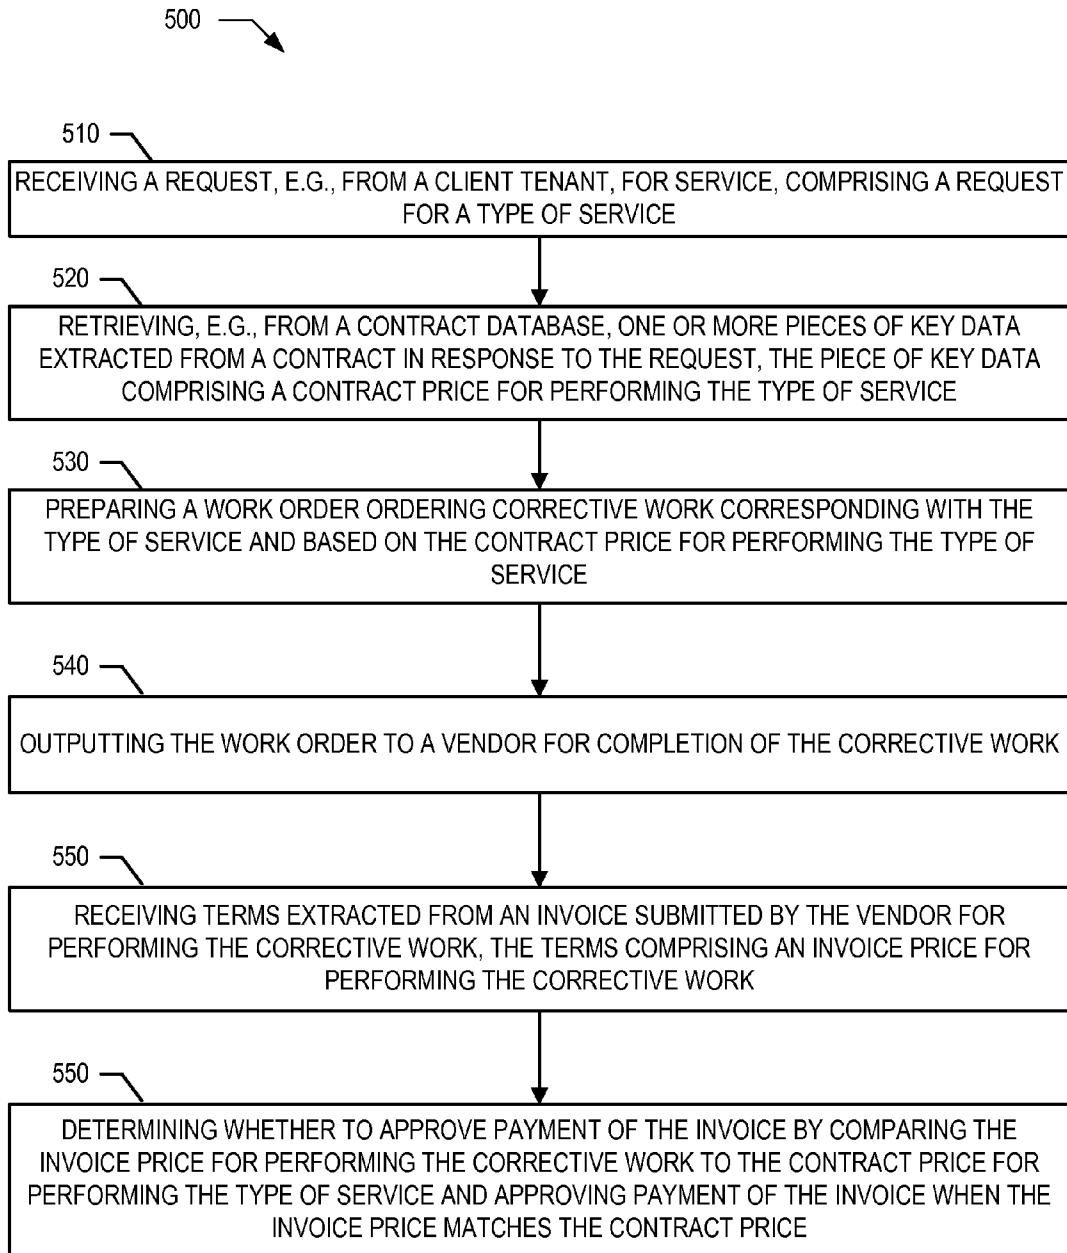 500
510
RECEIVING A REQUEST, E.G., FROM A CLIENT TENANT, FOR SERVICE, COMPRISING A REQUEST
FOR A TYPE OF SERVICE
520
RETRIEVING, E.G., FROM A CONTRACT DATABASE, ONE OR MORE PIECES OF KEY DATA
EXTRACTED FROM A CONTRACT IN RESPONSE TO THE REQUEST, THE PIECE OF KEY DATA
COMPRISING A CONTRACT PRICE FOR PERFORMING THE TYPE OF SERVICE
530
PREPARING A WORK ORDER ORDERING CORRECTIVE WORK CORRESPONDING WITH THE
TYPE OF SERVICE AND BASED ON THE CONTRACT PRICE FOR PERFORMING THE TYPE OF
SERVICE
540
OUTPUTTING THE WORK ORDER TO A VENDOR FOR COMPLETION OF THE CORRECTIVE WORK
550
RECEIVING TERMS EXTRACTED FROM AN INVOICE SUBMITTED BY THE VENDOR FOR
PERFORMING THE CORRECTIVE WORK, THE TERMS COMPRISING AN INVOICE PRICE FOR
PERFORMING THE CORRECTIVE WORK
550
DETERMINING WHETHER TO APPROVE PAYMENT OF THE INVOICE BY COMPARING THE
INVOICE PRICE FOR PERFORMING THE CORRECTIVE WORK TO THE CONTRACT PRICE FOR
PERFORMING THE TYPE OF SERVICE AND APPROVING PAYMENT OF THE INVOICE WHEN THE
INVOICE PRICE MATCHES THE CONTRACT PRICE